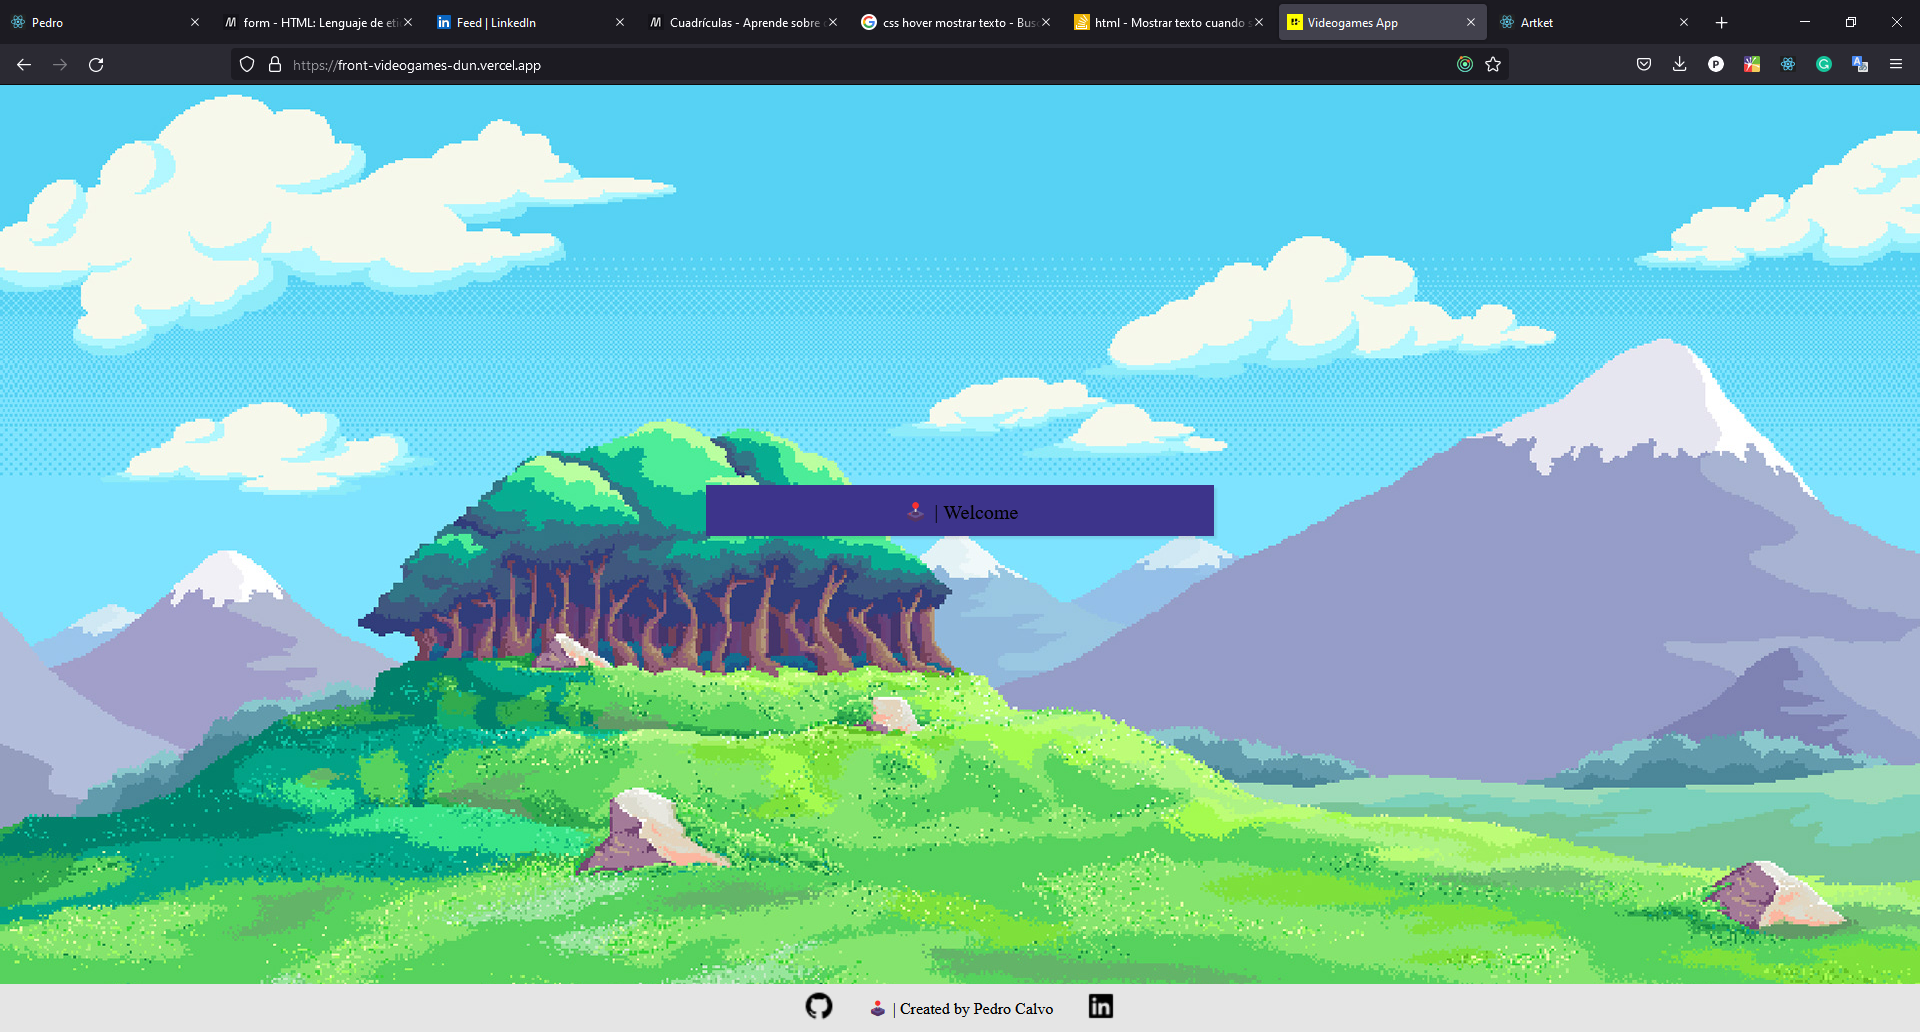 Pedro
form - HTML: Lenguaje de eti
Feed | LinkedIn
Cuadrículas - Aprende sobre
css hover mostrar texto - Bus
html - Mostrar texto cuando s
Videogames App
Artket
https://front-videogames-dun.vercel.app
| Welcome
| Created by Pedro Calvo
in